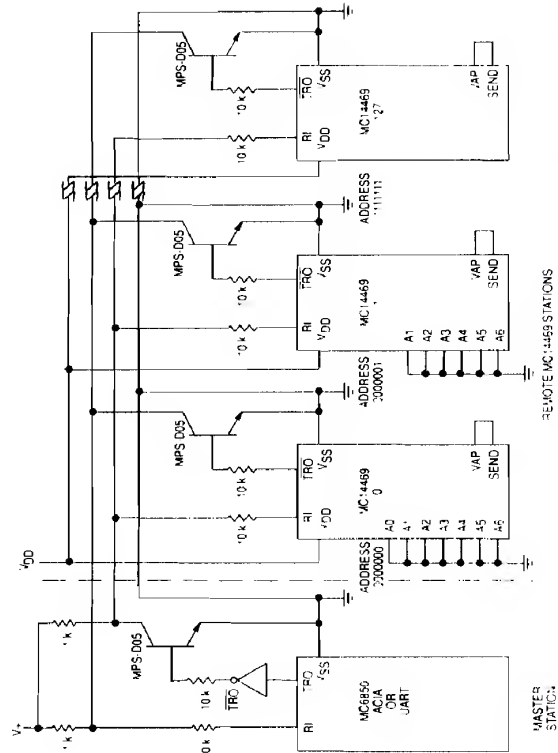 V+
1 k
1 k
MPS-D05
10 k
TRO
10 k
RI
TRO
VSS
MC6850
ACIA
OR
UART
MASTER
STATION
VDD
MPS-D05
10 k
10 k
RI
TRO
VDD
VSS
MC14469
0
A0
A1
A2
A3
A4
A5
A6
VAP
SEND
ADDRESS
0000000
MPS-D05
10 k
10 k
RI
TRO
VDD
VSS
MC14469
1
A1
A2
A3
A4
A5
A6
VAP
SEND
ADDRESS
0000001
MPS-D05
10 k
10 k
RI
TRO
VDD
VSS
MC14469
127
VAP
SEND
ADDRESS
1111111
REMOTE MC14469 STATIONS